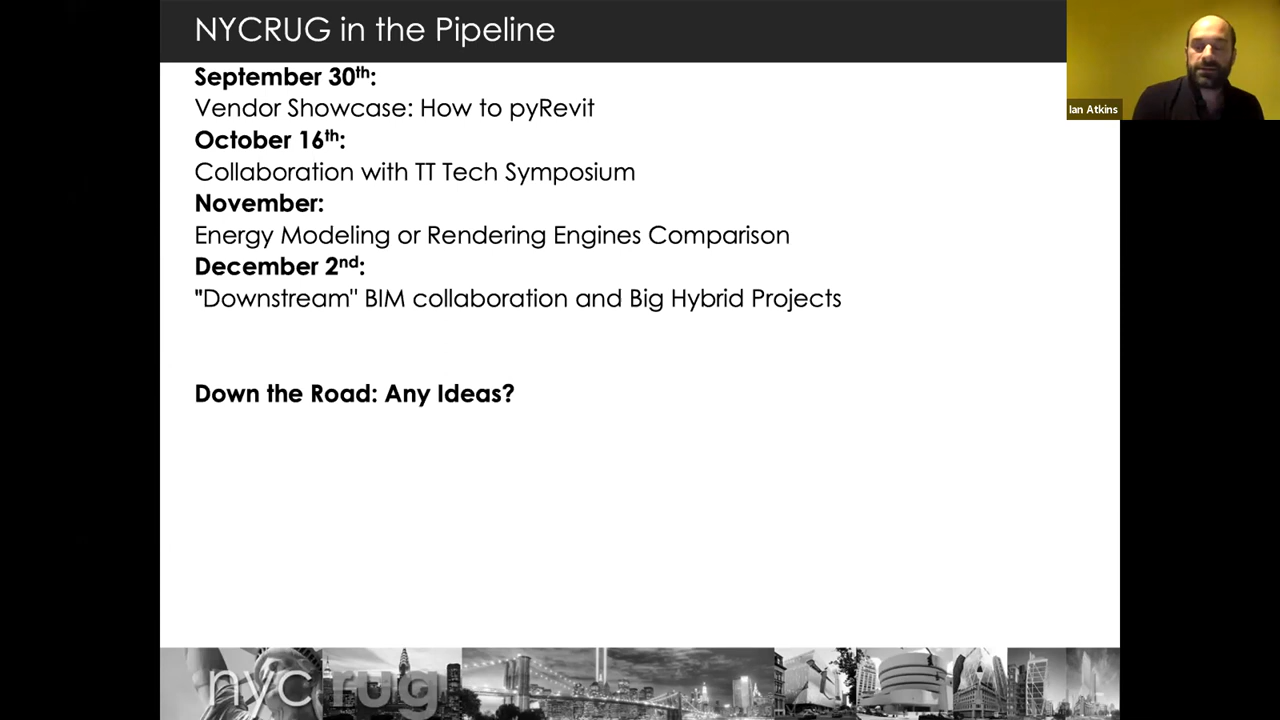 NYCRUG in the Pipeline
Ian Atkins
September 30th:
Vendor Showcase: How to pyRevit
October 16th:
Collaboration with TT Tech Symposium
November:
Energy Modeling or Rendering Engines Comparison
December 2nd:
"Downstream" BIM collaboration and Big Hybrid Projects
Down the Road: Any Ideas?
nycrug